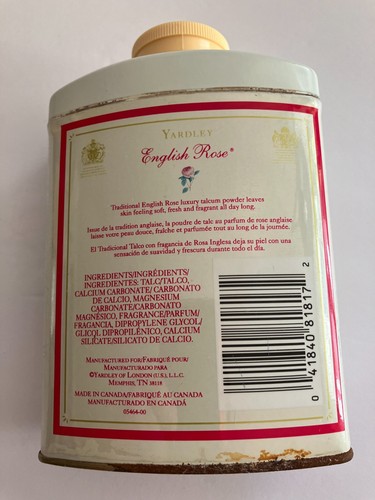 YARDLEY
English Rose®
Traditional English Rose luxury talcum powder leaves
skin feeling soft, fresh and fragrant all day long.
Issue de la tradition anglaise, la poudre de talc au parfum de rose anglaise
laisse votre peau douce, fraîche et parfumée tout au long de la journée.
El Tradicional Talco con fragancia de Rosa Inglesa deja su piel con una
sensación de suavidad y frescura durante todo el día.
INGREDIENTS/INGRÉDIENTS/
INGREDIENTES: TALC/TALCO,
CALCIUM CARBONATE/CARBONATO
DE CALCIO, MAGNESIUM
CARBONATE/CARBONATO
MAGNÉSICO, FRAGRANCE/PARFUM/
FRAGANCIA, DIPROPYLENE GLYCOL/
GLICOL DIPROPILÉNICO, CALCIUM
SILICATE/SILICATO DE CALCIO.
MANUFACTURED FOR/FABRIQUÉ POUR/
MANUFACTURADO PARA
©YARDLEY OF LONDON (U.S.), L.L.C.
MEMPHIS, TN 38118
MADE IN CANADA/FABRIQUÉ AU CANADA
MANUFACTURADO EN CANADÁ
05464-00
0 41840 81817 2